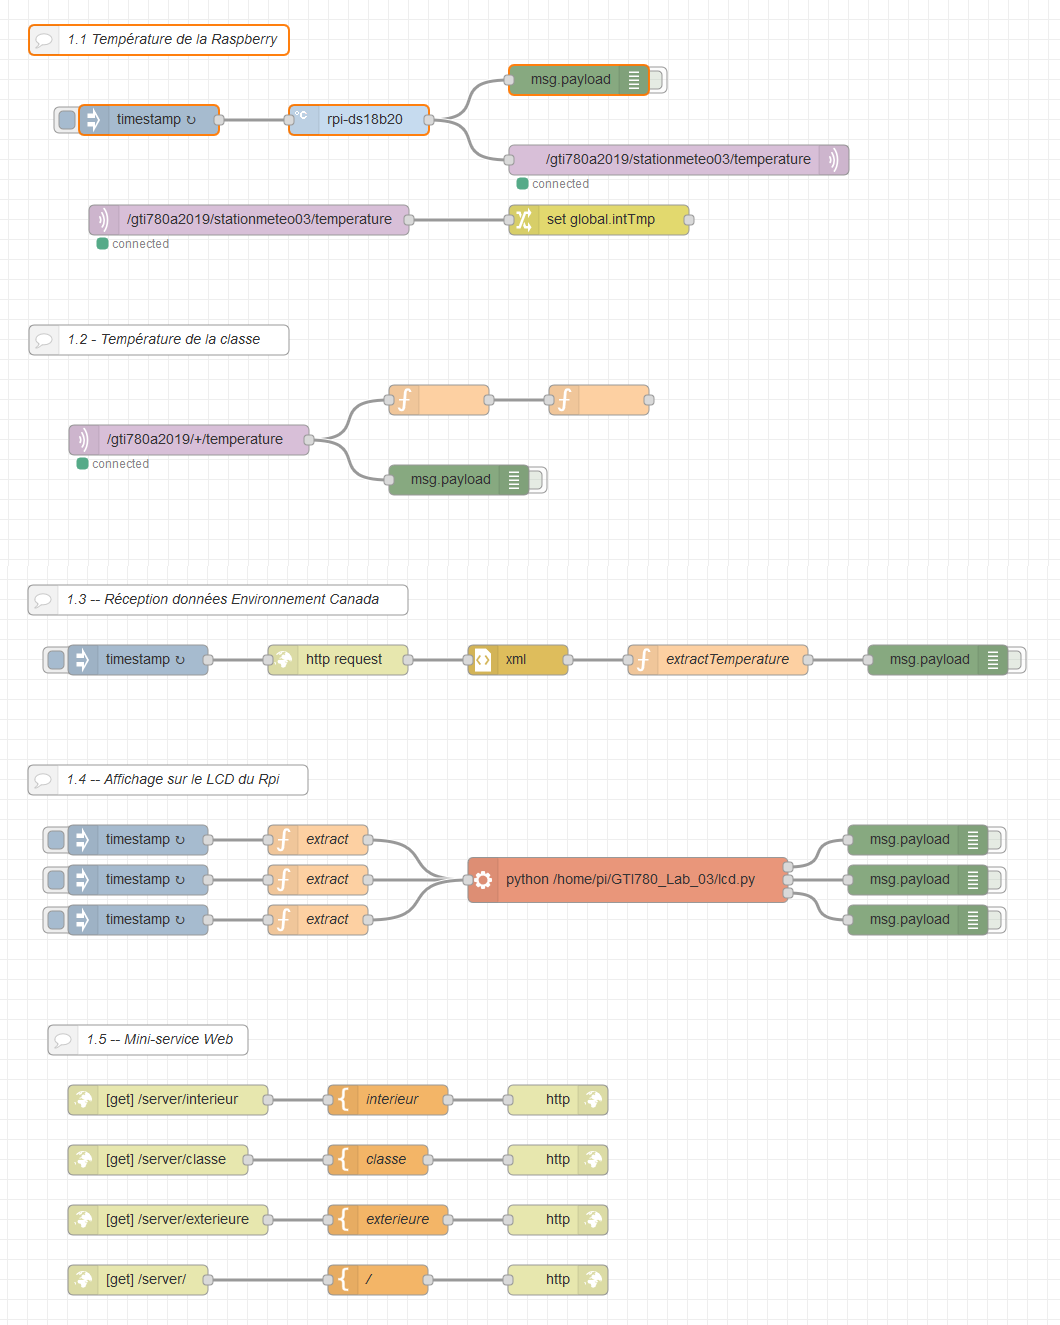 1.1 Température de la Raspberry
msg.payload
timestamp ↻
°C
rpi-ds18b20
/gti780a2019/stationmeteo03/temperature
connected
/gti780a2019/stationmeteo03/temperature
set global.intTmp
connected
1.2 - Température de la classe
/gti780a2019/+/temperature
connected
msg.payload
1.3 -- Réception données Environnement Canada
timestamp ↻
http request
xml
extractTemperature
msg.payload
1.4 -- Affichage sur le LCD du Rpi
timestamp ↻
extract
msg.payload
timestamp ↻
extract
python /home/pi/GTI780_Lab_03/lcd.py
msg.payload
timestamp ↻
extract
msg.payload
1.5 -- Mini-service Web
[get] /server/interieur
interieur
http
[get] /server/classe
classe
http
[get] /server/exterieure
exterieure
http
[get] /server/
/
http